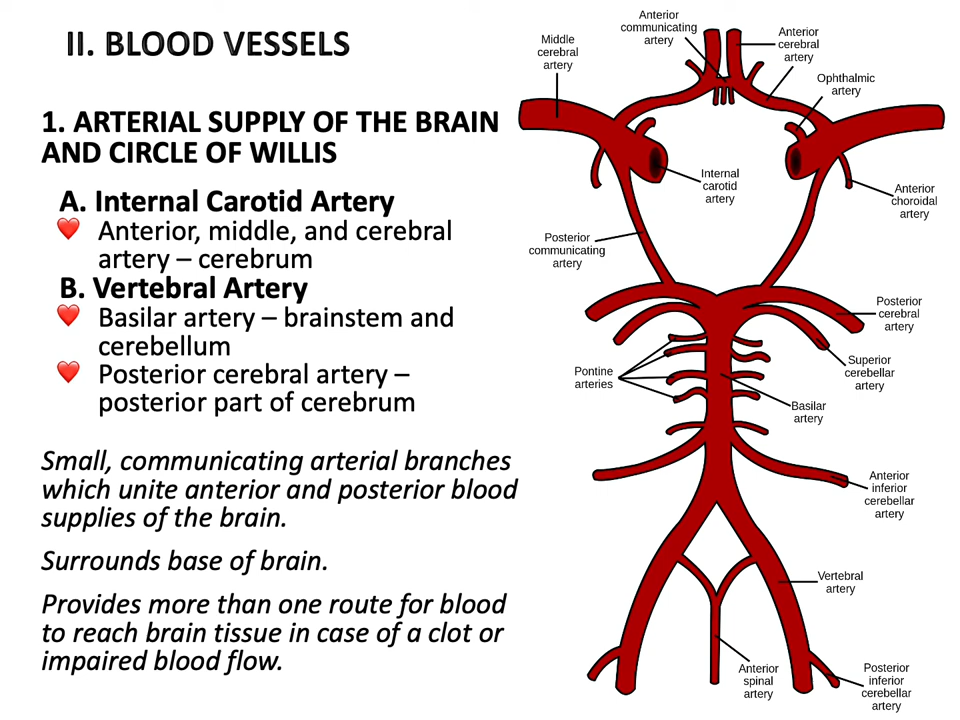 II. BLOOD VESSELS
1. ARTERIAL SUPPLY OF THE BRAIN
AND CIRCLE OF WILLIS
A. Internal Carotid Artery
Anterior, middle, and cerebral
artery – cerebrum
B. Vertebral Artery
Basilar artery – brainstem and
cerebellum
Posterior cerebral artery –
posterior part of cerebrum
Small, communicating arterial branches
which unite anterior and posterior blood
supplies of the brain.
Surrounds base of brain.
Provides more than one route for blood
to reach brain tissue in case of a clot or
impaired blood flow.
Anterior
communicating
artery
Middle
cerebral
artery
Anterior
cerebral
artery
Ophthalmic
artery
Internal
carotid
artery
Anterior
choroidal
artery
Posterior
communicating
artery
Posterior
cerebral
artery
Superior
cerebellar
artery
Pontine
arteries
Basilar
artery
Anterior
inferior
cerebellar
artery
Vertebral
artery
Anterior
spinal
artery
Posterior
inferior
cerebellar
artery